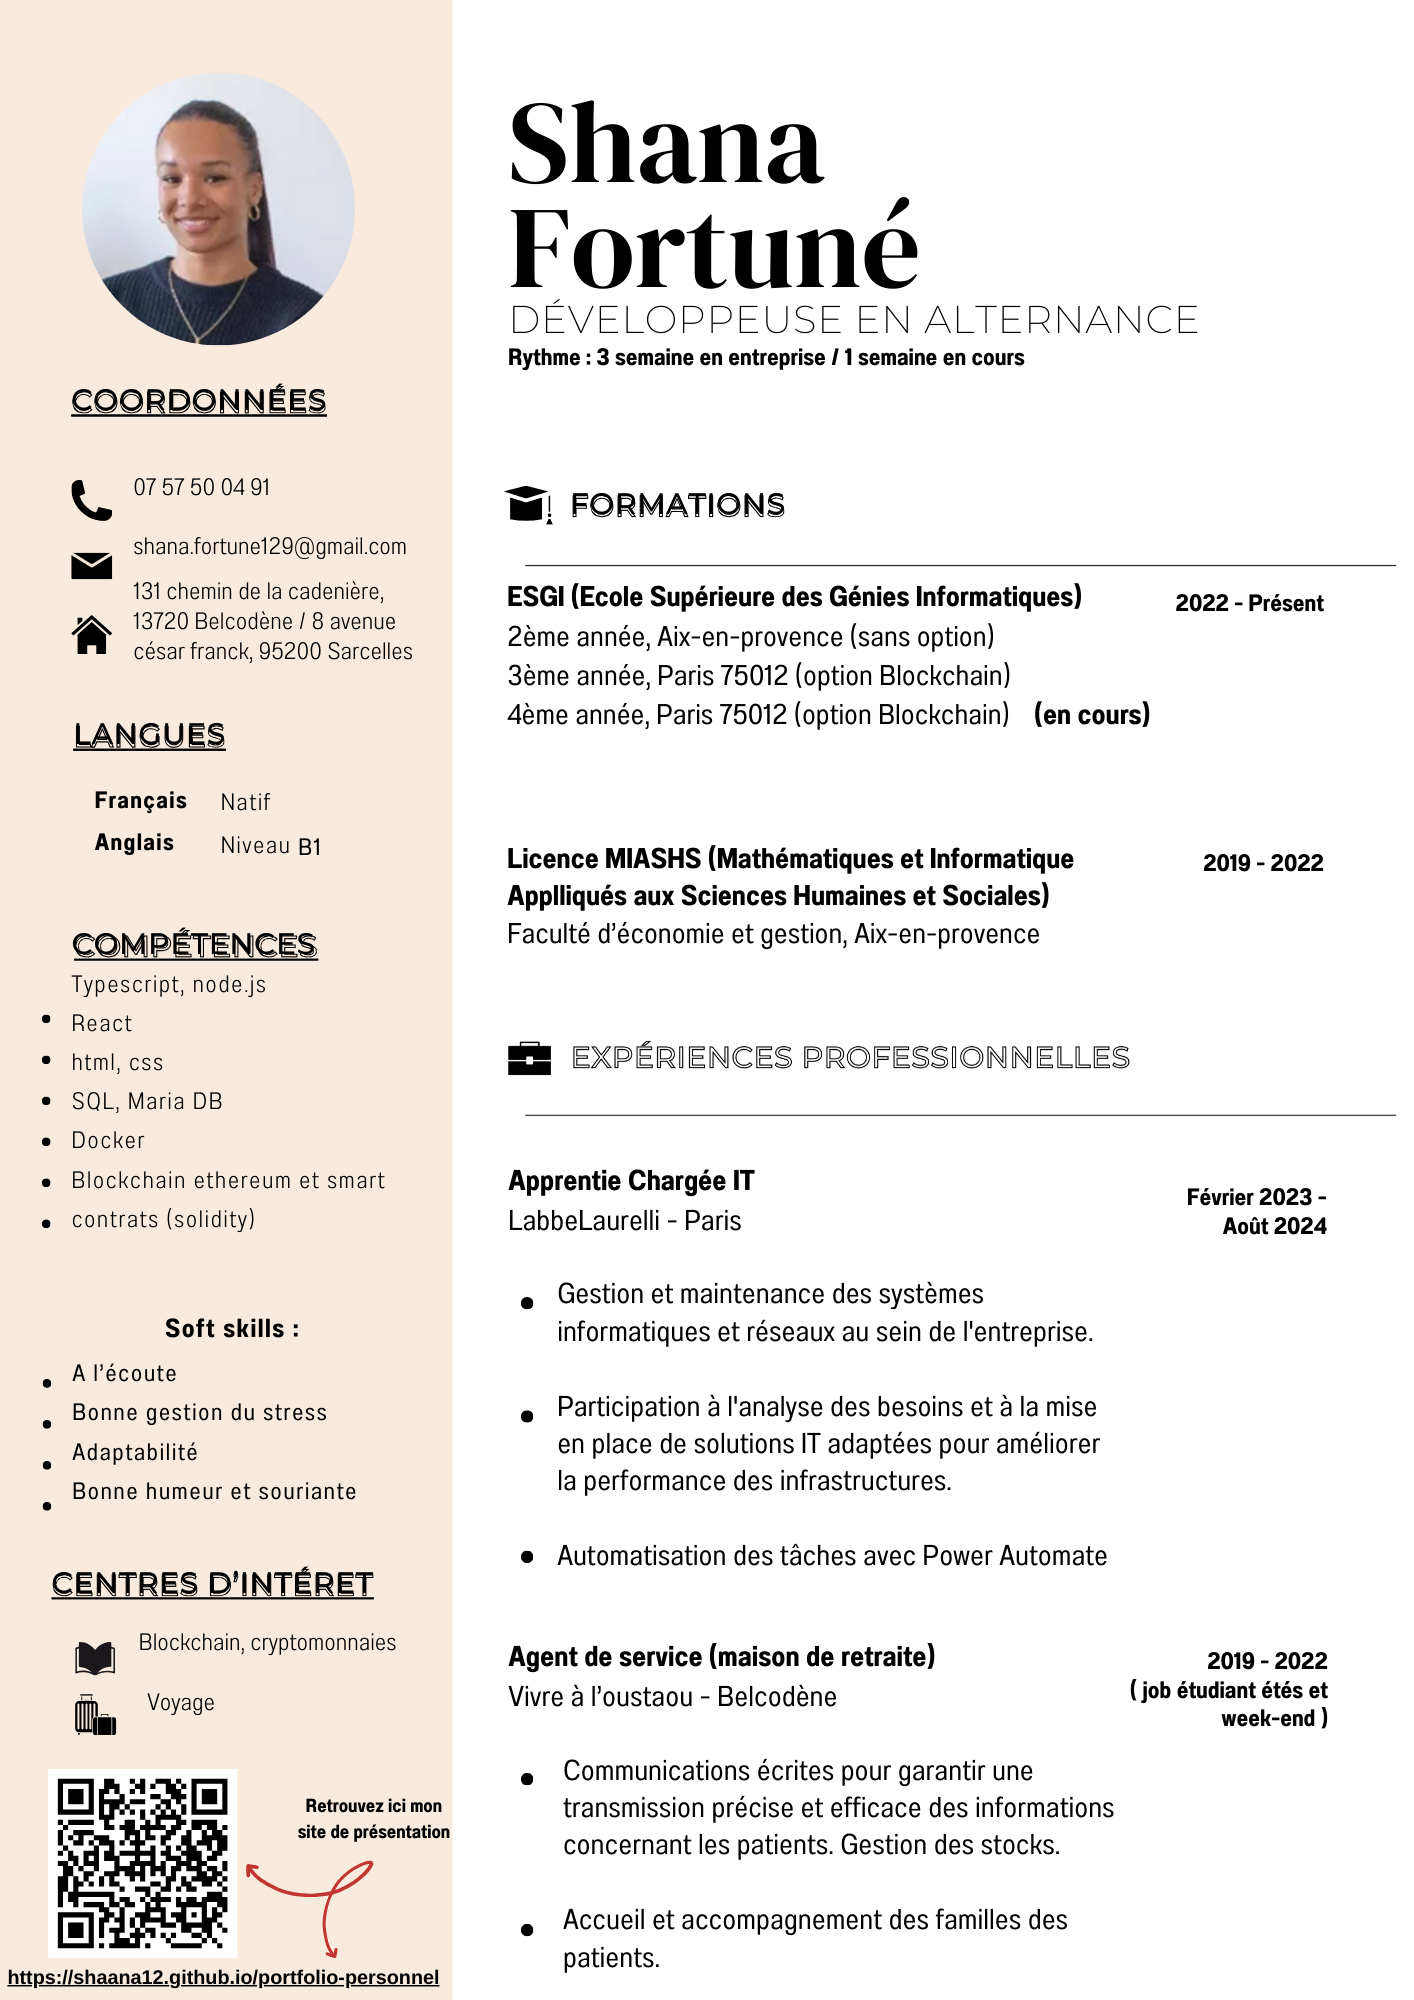 Shana
Fortuné
DÉVELOPPEUSE EN ALTERNANCE
Rythme : 3 semaine en entreprise / 1 semaine en cours
COORDONNÉES
07 57 50 04 91
shana.fortune129@gmail.com
131 chemin de la cadenière,
13720 Belcodène / 8 avenue
césar franck, 95200 Sarcelles
LANGUES
Français Natif
Anglais Niveau B1
COMPÉTENCES
Typescript, node.js
React
html, css
SQL, Maria DB
Docker
Blockchain ethereum et smart
contrats (solidity)
Soft skills :
A l’écoute
Bonne gestion du stress
Adaptabilité
Bonne humeur et souriante
CENTRES D’INTÉRET
Blockchain, cryptomonnaies
Voyage
Retrouvez ici mon
site de présentation
https://shaana12.github.io/portfolio-personnel
FORMATIONS
ESGI (Ecole Supérieure des Génies Informatiques) 2022 - Présent
2ème année, Aix-en-provence (sans option)
3ème année, Paris 75012 (option Blockchain)
4ème année, Paris 75012 (option Blockchain) (en cours)
Licence MIASHS (Mathématiques et Informatique 2019 - 2022
Applliqués aux Sciences Humaines et Sociales)
Faculté d’économie et gestion, Aix-en-provence
EXPÉRIENCES PROFESSIONNELLES
Apprentie Chargée IT
Février 2023 -
LabbeLaurelli - Paris
Août 2024
Gestion et maintenance des systèmes
informatiques et réseaux au sein de l'entreprise.
Participation à l'analyse des besoins et à la mise
en place de solutions IT adaptées pour améliorer
la performance des infrastructures.
Automatisation des tâches avec Power Automate
Agent de service (maison de retraite) 2019 - 2022
Vivre à l’oustaou - Belcodène ( job étudiant étés et
week-end )
Communications écrites pour garantir une
transmission précise et efficace des informations
concernant les patients. Gestion des stocks.
Accueil et accompagnement des familles des
patients.